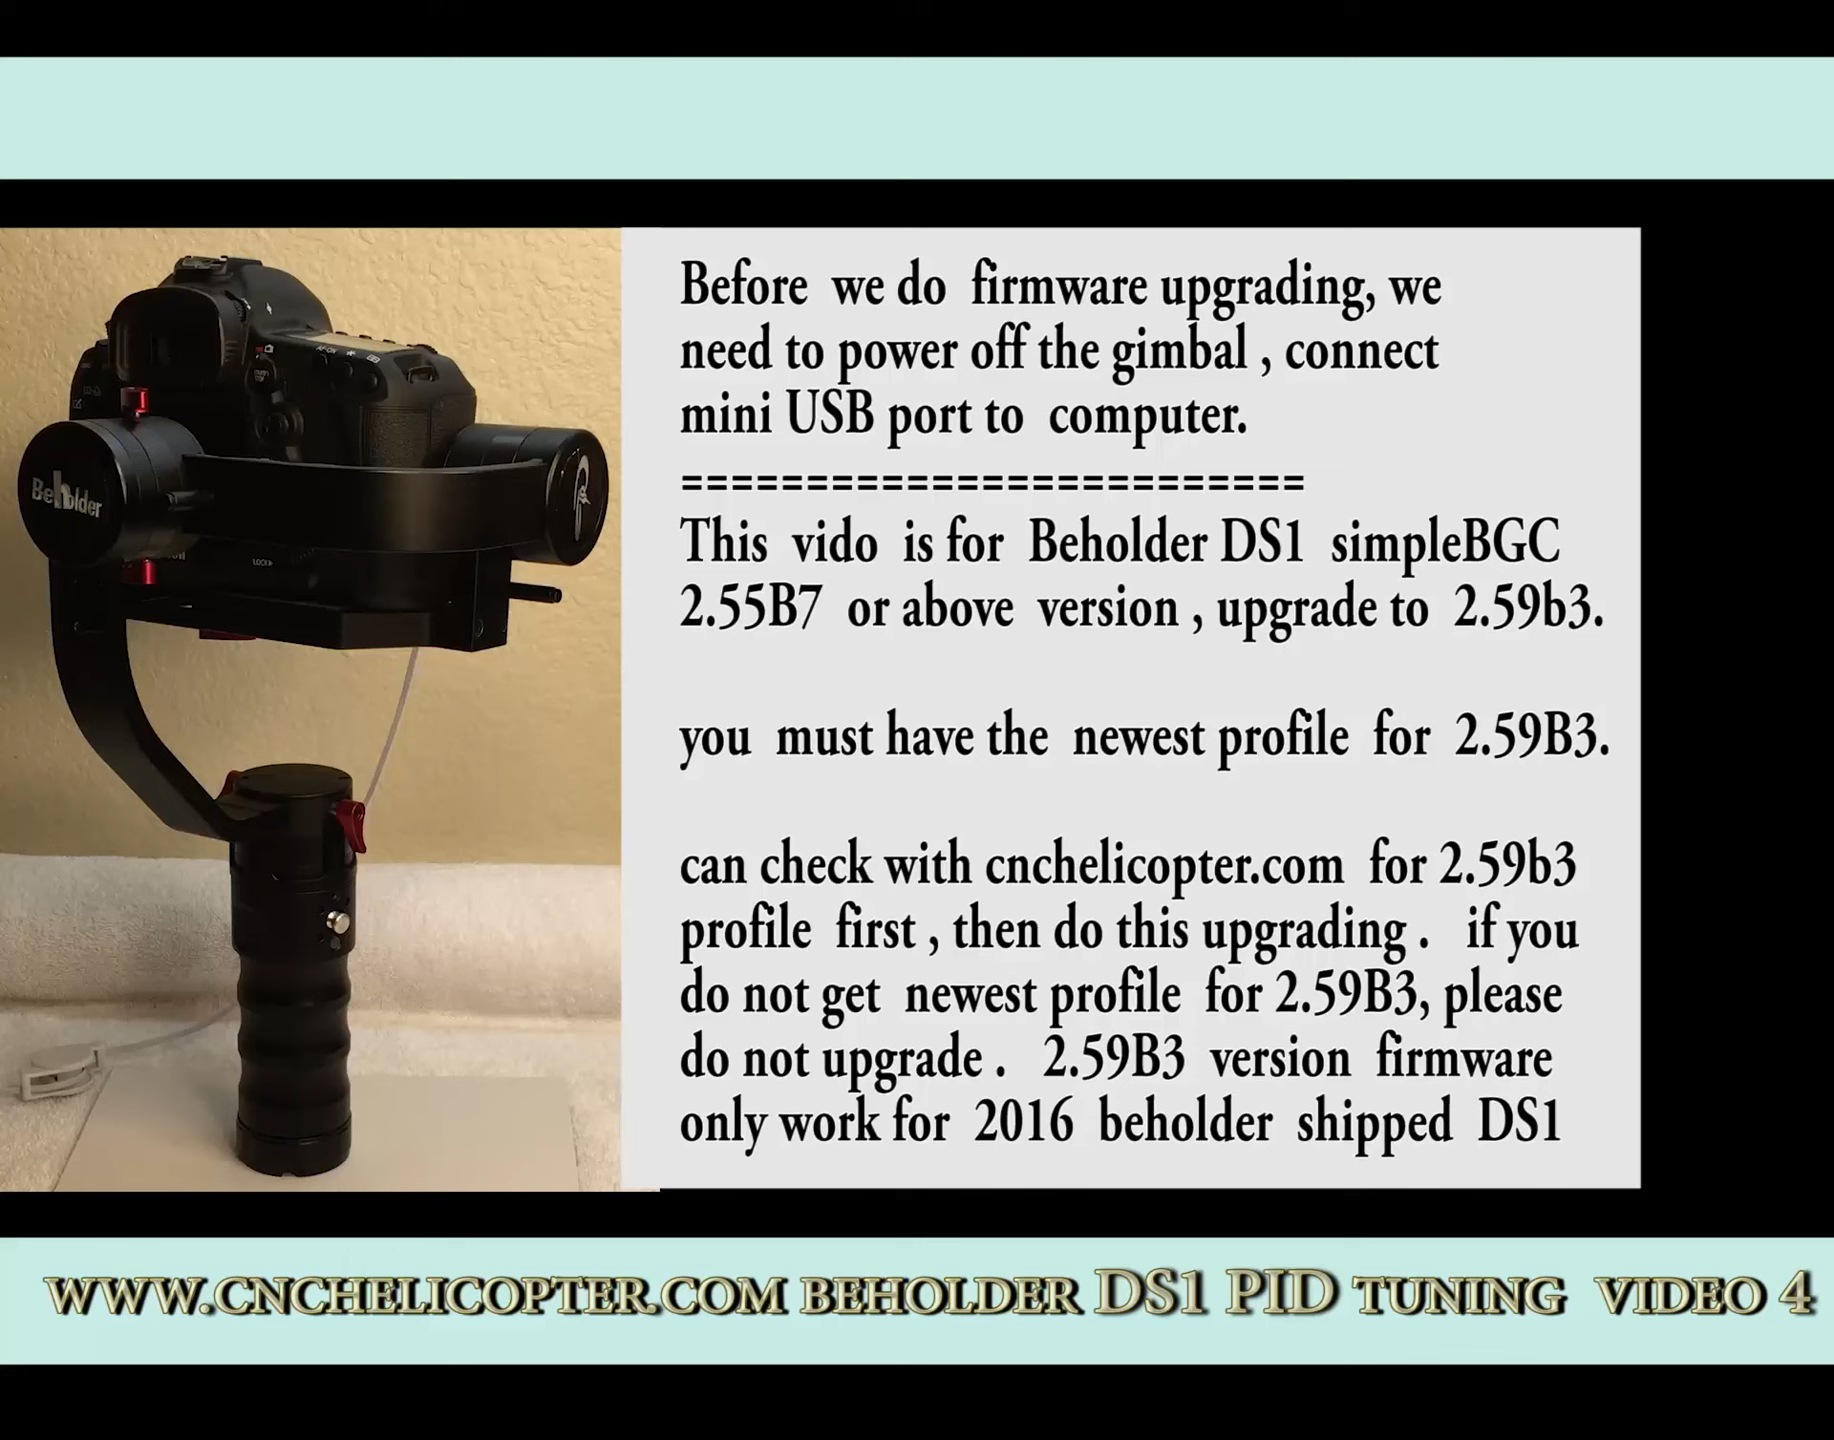 Before we do firmware upgrading, we
need to power off the gimbal , connect
mini USB port to computer.
=========================
This vido is for Beholder DS1 simpleBGC
2.55B7 or above version , upgrade to 2.59b3.
you must have the newest profile for 2.59B3.
can check with cnchelicopter.com for 2.59b3
profile first , then do this upgrading . if you
do not get newest profile for 2.59B3, please
do not upgrade . 2.59B3 version firmware
only work for 2016 beholder shipped DS1
Beholder
LOCK
WWW.CNCHELICOPTER.COM BEHOLDER DS1 PID TUNING VIDEO 4